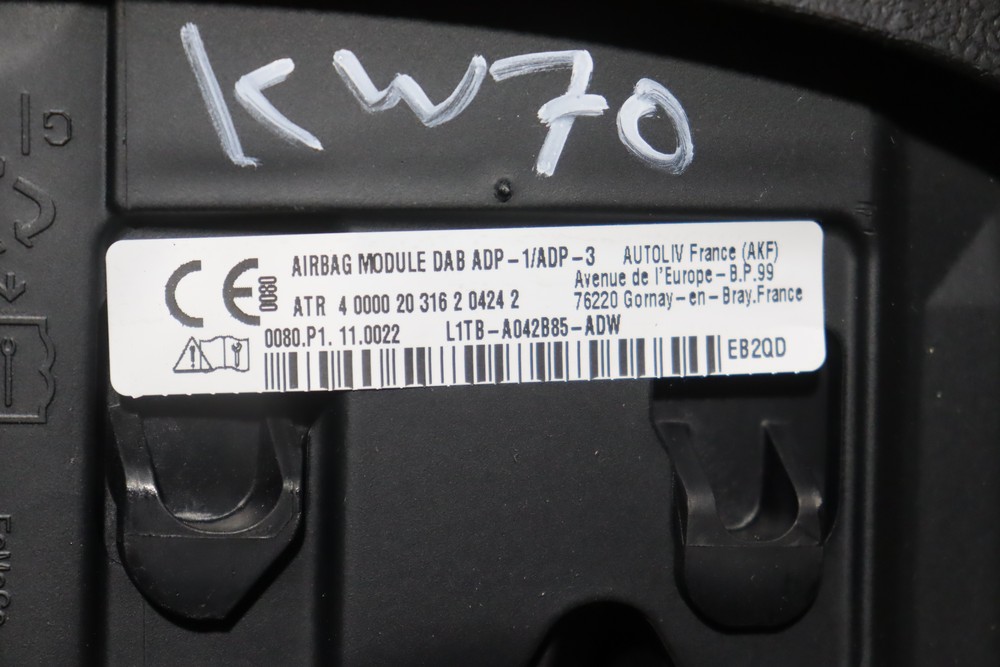 KW70
AIRBAG MODULE DAB ADP-1/ADP-3
AUTOLIV France (AKF)
Avenue de l'Europe-B.P.99
76220 Gornay-en-Bray.France
0080
ATR 4 0000 20 316 2 0424 2
0080.P1. 11.0022 L1TB-A042B85-ADW
EB2QD